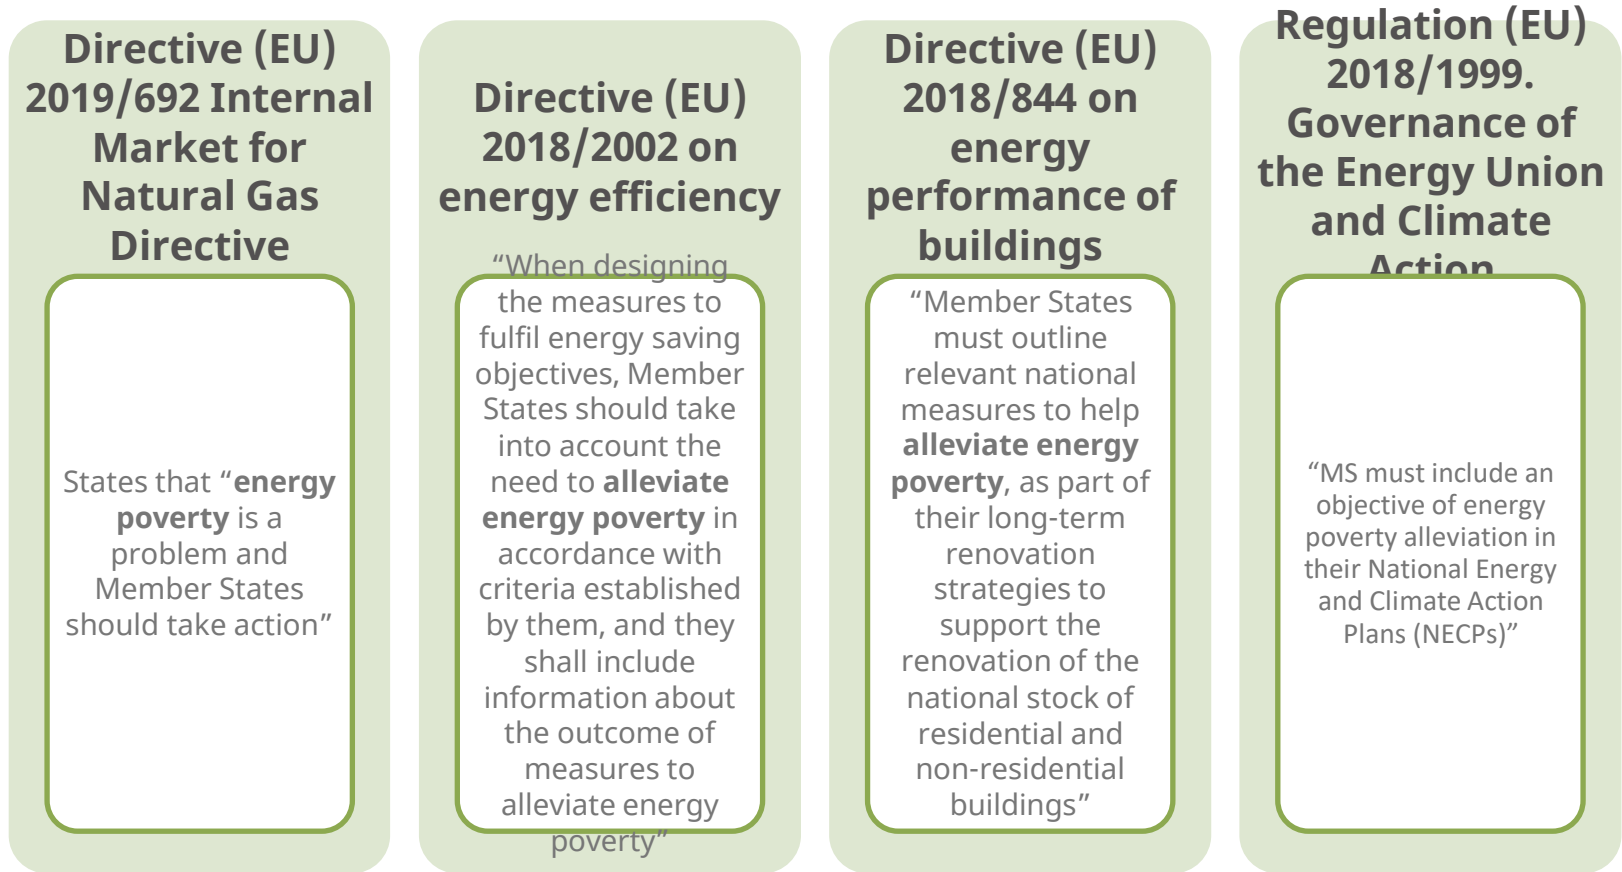 Directive (EU)
2019/692 Internal
Market for
Natural Gas
Directive
States that “energy
poverty is a
problem and
Member States
should take action”
Directive (EU)
2018/2002 on
energy efficiency
“When designing
the measures to
fulfil energy saving
objectives, Member
States should take
into account the
need to alleviate
energy poverty in
accordance with
criteria established
by them, and they
shall include
information about
the outcome of
measures to
alleviate energy
poverty”
Directive (EU)
2018/844 on
energy
performance of
buildings
“Member States
must outline
relevant national
measures to help
alleviate energy
poverty, as part of
their long-term
renovation
strategies to
support the
renovation of the
national stock of
residential and
non-residential
buildings”
Regulation (EU)
2018/1999.
Governance of
the Energy Union
and Climate
Action
“MS must include an
objective of energy
poverty alleviation in
their National Energy
and Climate Action
Plans (NECPs)”